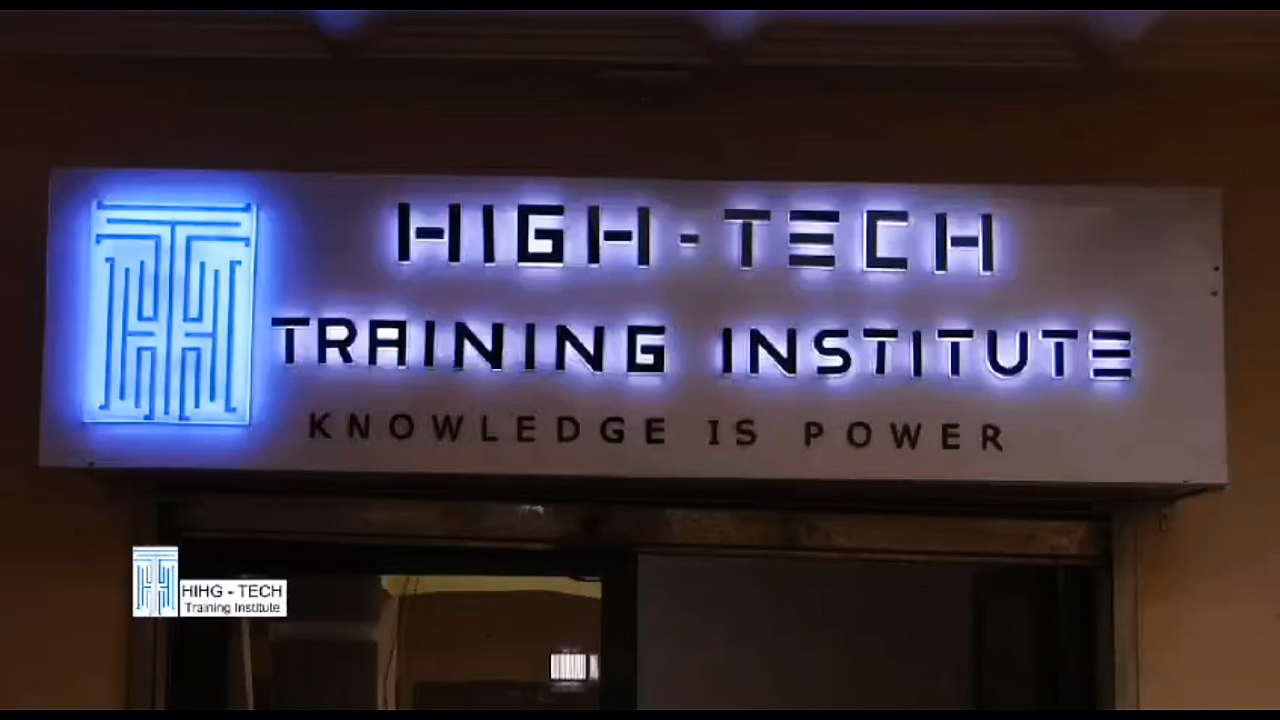 HIGH-TECH
TRAINING INSTITUTE
KNOWLEDGE IS POWER
HIHG - TECH
Training Institute